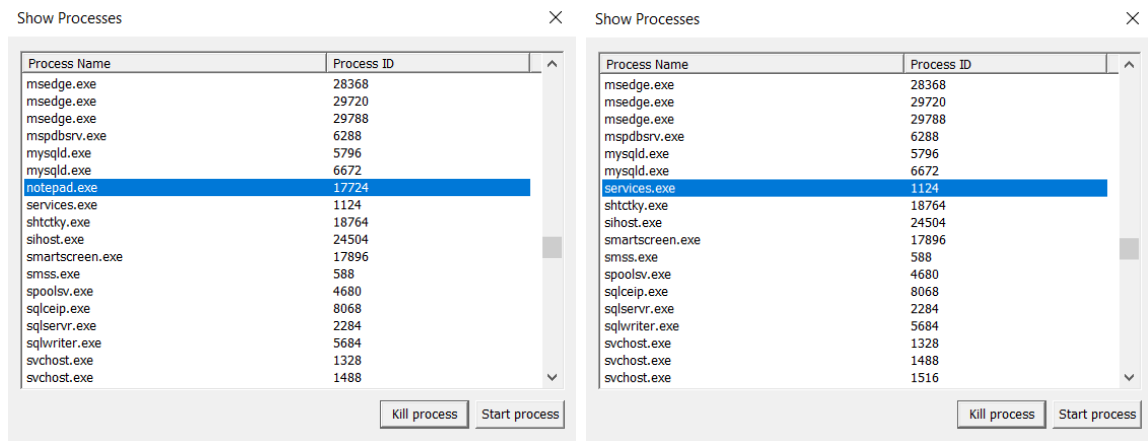 Show Processes
Process Name Process ID
msedge.exe 28368
msedge.exe 29720
msedge.exe 29788
mspdbsrv.exe 6288
mysqld.exe 5796
mysqld.exe 6672
notepad.exe 17724
services.exe 1124
shtctky.exe 18764
sihost.exe 24504
smartscreen.exe 17896
smss.exe 588
spoolsv.exe 4680
sqlceip.exe 8068
sqlservr.exe 2284
sqlwriter.exe 5684
svchost.exe 1328
svchost.exe 1488
Kill process Start process
Show Processes
Process Name Process ID
msedge.exe 28368
msedge.exe 29720
msedge.exe 29788
mspdbsrv.exe 6288
mysqld.exe 5796
mysqld.exe 6672
services.exe 1124
shtctky.exe 18764
sihost.exe 24504
smartscreen.exe 17896
smss.exe 588
spoolsv.exe 4680
sqlceip.exe 8068
sqlservr.exe 2284
sqlwriter.exe 5684
svchost.exe 1328
svchost.exe 1488
svchost.exe 1516
Kill process Start process